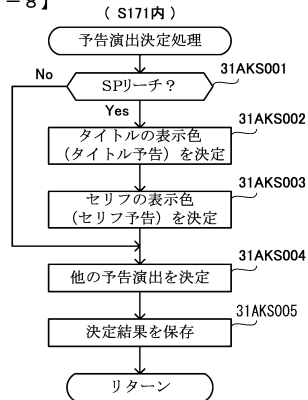 －8】
（S171内）
予告演出決定処理
No
SPリーチ？
31AKS001
Yes
31AKS002
タイトルの表示色
（タイトル予告）を決定
31AKS003
セリフの表示色
（セリフ予告）を決定
31AKS004
他の予告演出を決定
31AKS005
決定結果を保存
リターン